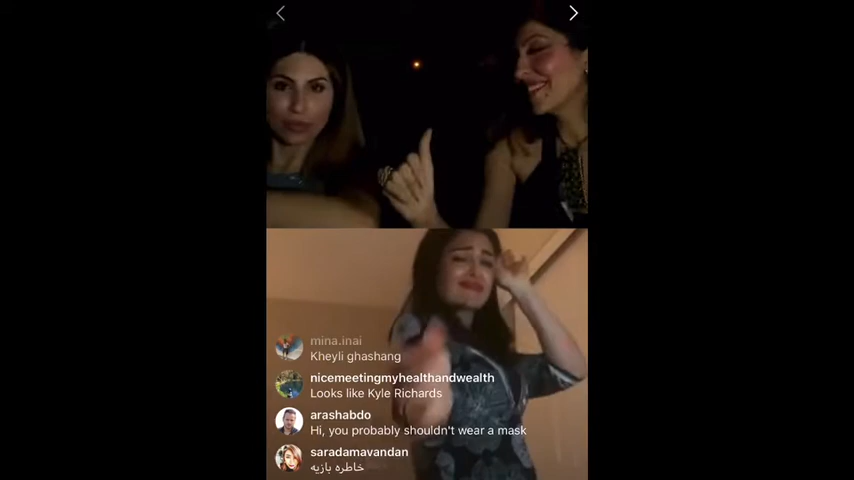 mina.inai
Kheyli ghashang
nicemeetingmyhealthandwealth
Looks like Kyle Richards
arashabdo
Hi, you probably shouldn't wear a mask
saradamavandan
خاطره بازیه